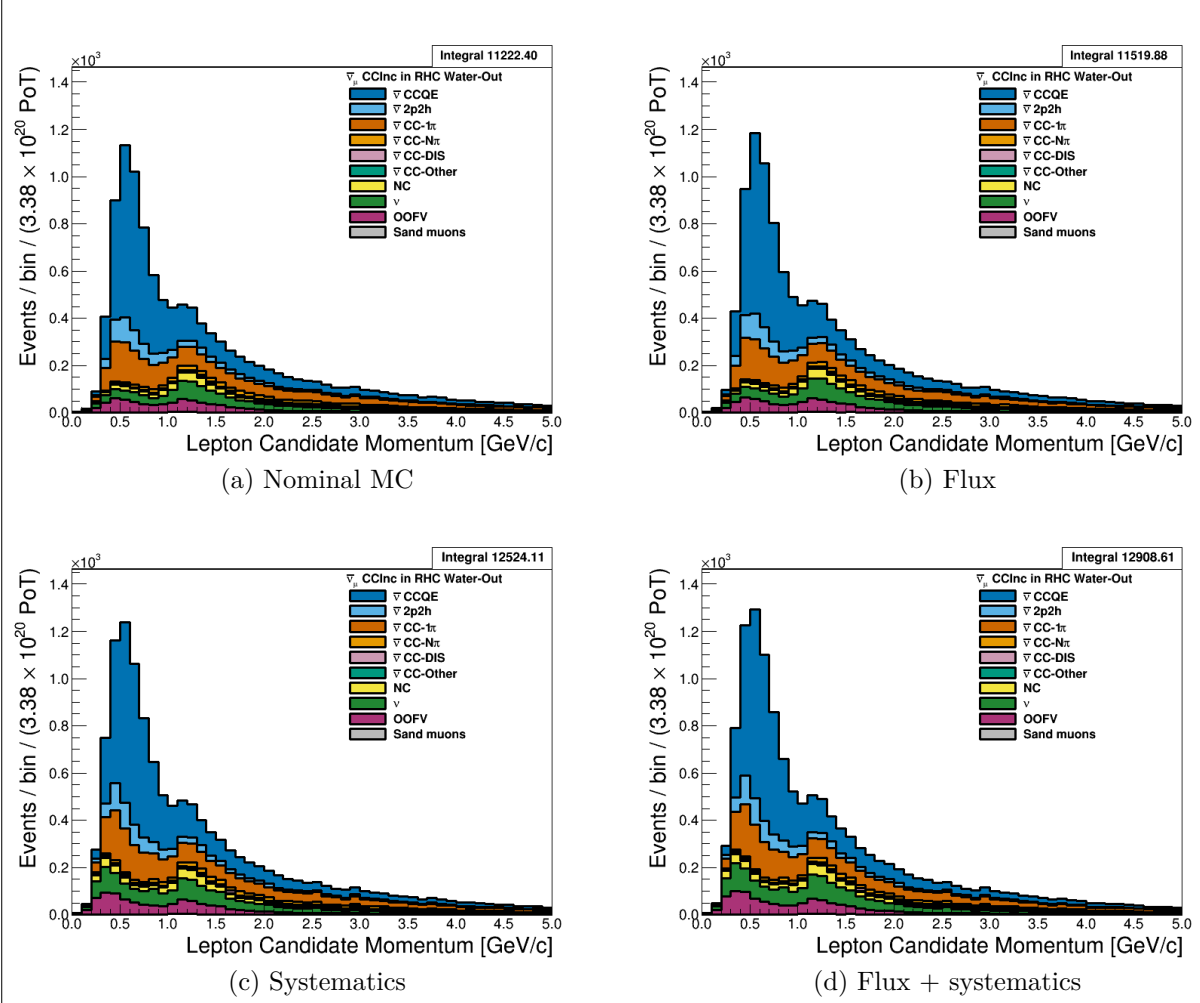 Integral 11222.40
×10³
ν̅μ CCInc in RHC Water-Out
ν̅ CCQE
ν̅ 2p2h
ν̅ CC-1π
ν̅ CC-Nπ
ν̅ CC-DIS
ν̅ CC-Other
NC
ν
OOFV
Sand muons
Events / bin / (3.38 × 10²⁰ PoT)
1.4
1.2
1.0
0.8
0.6
0.4
0.2
0.0
0.0 0.5 1.0 1.5 2.0 2.5 3.0 3.5 4.0 4.5 5.0
Lepton Candidate Momentum [GeV/c]
(a) Nominal MC
Integral 11519.88
×10³
ν̅μ CCInc in RHC Water-Out
ν̅ CCQE
ν̅ 2p2h
ν̅ CC-1π
ν̅ CC-Nπ
ν̅ CC-DIS
ν̅ CC-Other
NC
ν
OOFV
Sand muons
Events / bin / (3.38 × 10²⁰ PoT)
1.4
1.2
1.0
0.8
0.6
0.4
0.2
0.0
0.0 0.5 1.0 1.5 2.0 2.5 3.0 3.5 4.0 4.5 5.0
Lepton Candidate Momentum [GeV/c]
(b) Flux
Integral 12524.11
×10³
ν̅μ CCInc in RHC Water-Out
ν̅ CCQE
ν̅ 2p2h
ν̅ CC-1π
ν̅ CC-Nπ
ν̅ CC-DIS
ν̅ CC-Other
NC
ν
OOFV
Sand muons
Events / bin / (3.38 × 10²⁰ PoT)
1.4
1.2
1.0
0.8
0.6
0.4
0.2
0.0
0.0 0.5 1.0 1.5 2.0 2.5 3.0 3.5 4.0 4.5 5.0
Lepton Candidate Momentum [GeV/c]
(c) Systematics
Integral 12908.61
×10³
ν̅μ CCInc in RHC Water-Out
ν̅ CCQE
ν̅ 2p2h
ν̅ CC-1π
ν̅ CC-Nπ
ν̅ CC-DIS
ν̅ CC-Other
NC
ν
OOFV
Sand muons
Events / bin / (3.38 × 10²⁰ PoT)
1.4
1.2
1.0
0.8
0.6
0.4
0.2
0.0
0.0 0.5 1.0 1.5 2.0 2.5 3.0 3.5 4.0 4.5 5.0
Lepton Candidate Momentum [GeV/c]
(d) Flux + systematics